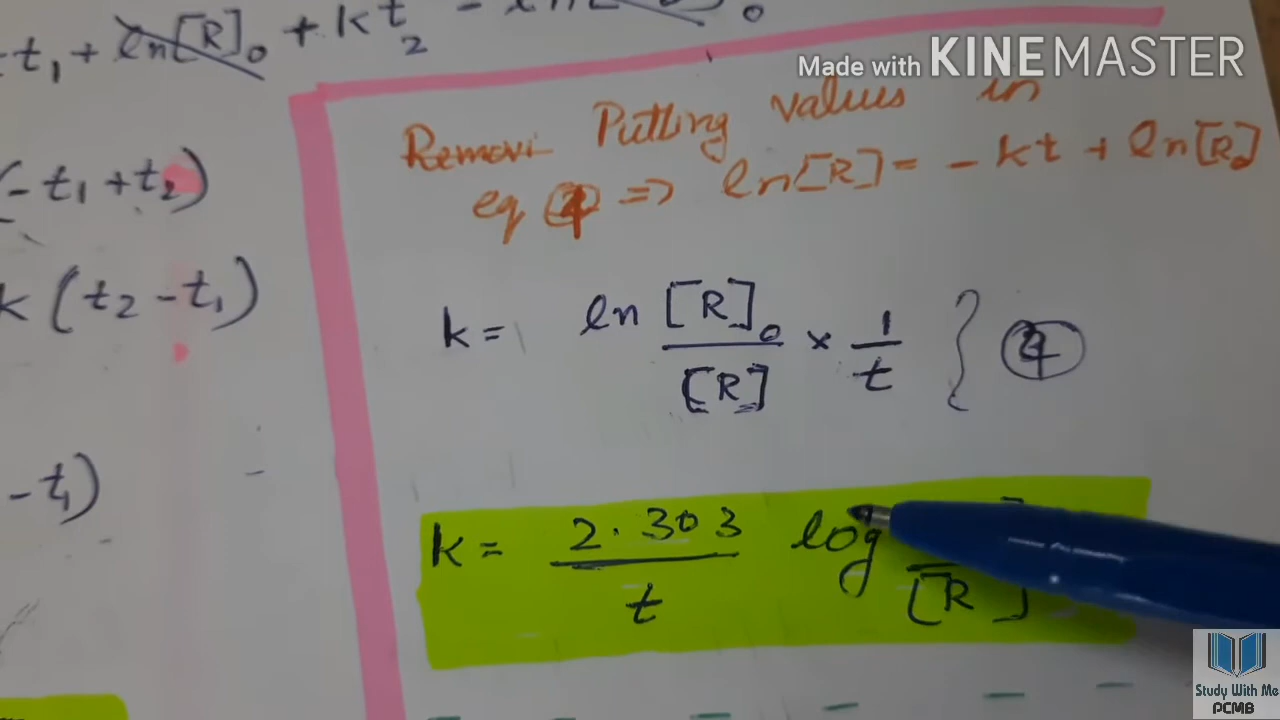 - t₁ + ln[R]₀ + kt₂ -
Made with KINEMASTER
(- t₁ + t₂)
k (t₂ - t₁)
- t₁)
Putting values in
eq ④ => ln[R] = - kt + ln[R]₀
k = ln [R]₀ / [R] × 1 / t } ④
k = 2.303 / t log / [R]
Study With Me
PCMB